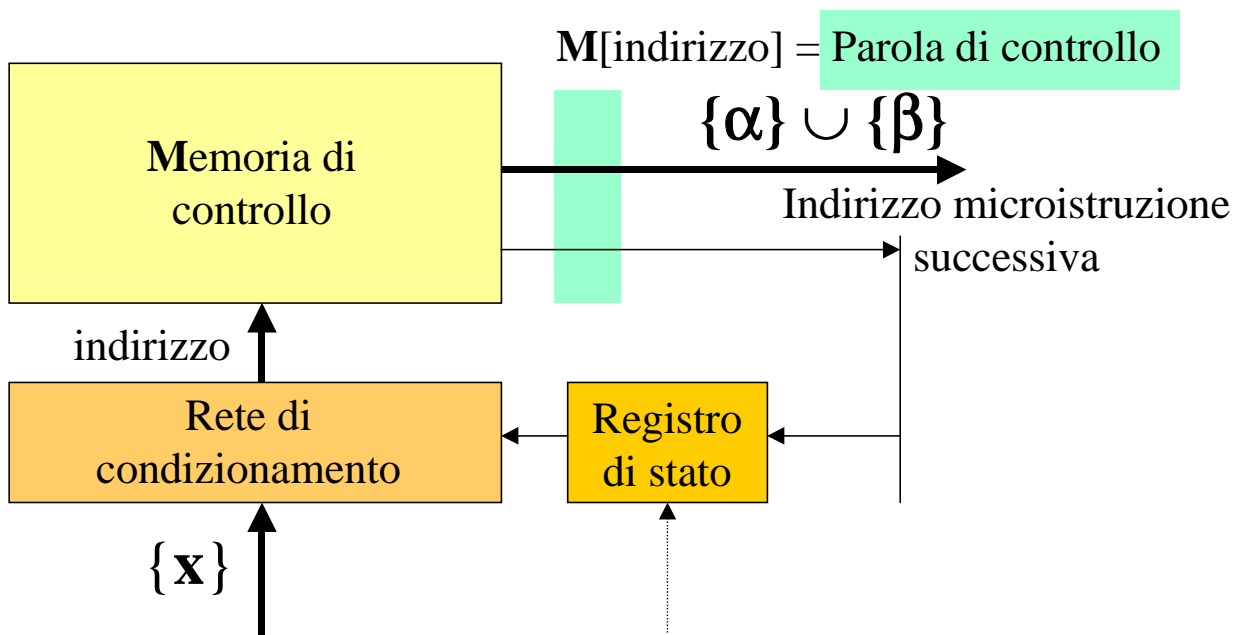 M[indirizzo] = Parola di controllo
{α} ∪ {β}
Memoria di
controllo
Indirizzo microistruzione
successiva
indirizzo
Rete di
condizionamento
Registro
di stato
{x}